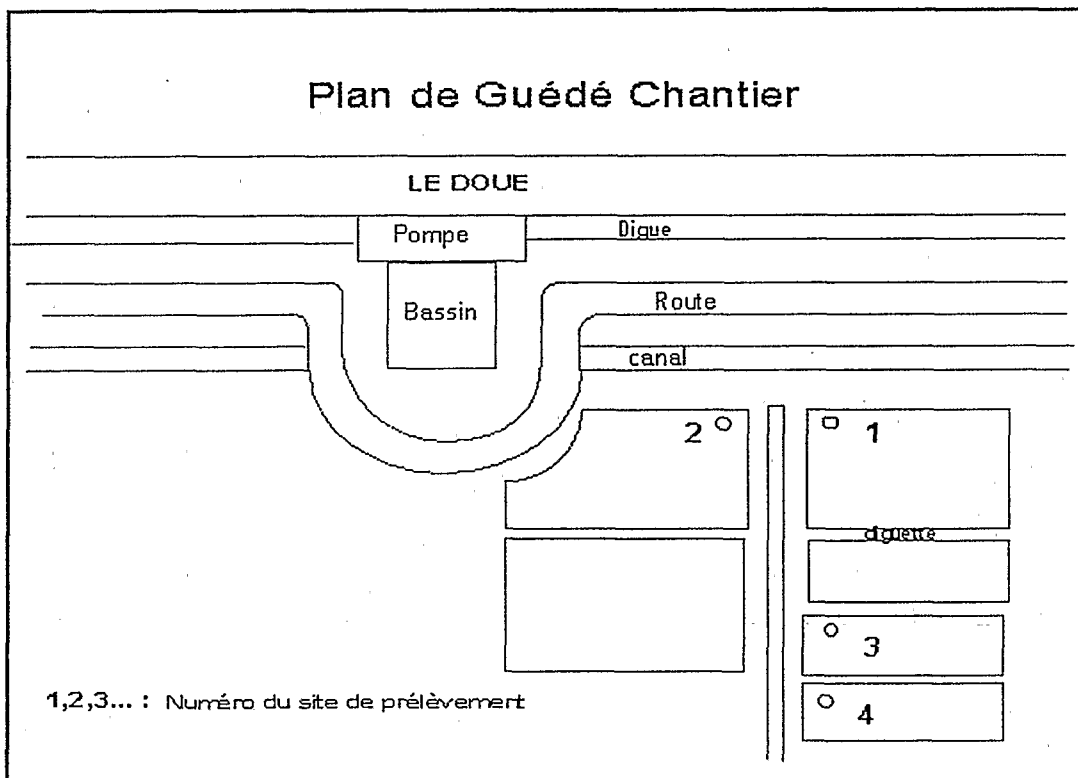 Plan de Guédé Chantier
LE DOUE
Pompe
Digue
Bassin
Route
canal
2
1
diguette
3
4
1,2,3... : Numéro du site de prélèvement